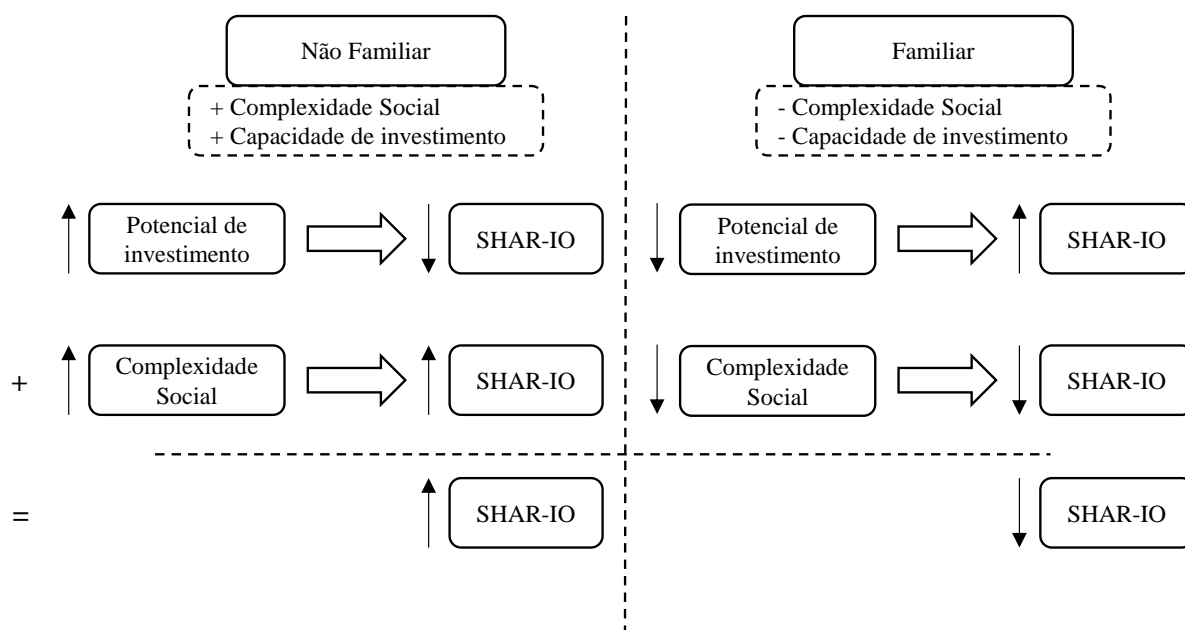 Não Familiar
+ Complexidade Social
+ Capacidade de investimento
Familiar
- Complexidade Social
- Capacidade de investimento
Potencial de
investimento
SHAR-IO
Potencial de
investimento
SHAR-IO
+
Complexidade
Social
SHAR-IO
Complexidade
Social
SHAR-IO
=
SHAR-IO
SHAR-IO